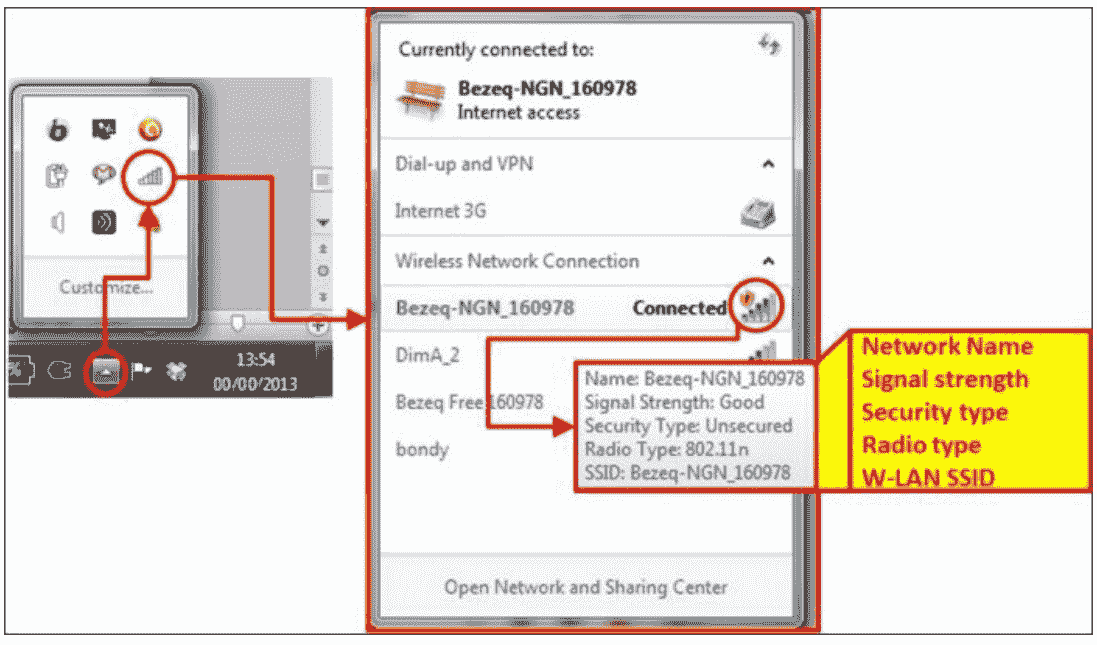 Customize...
%
13:54
00/00/2013
Currently connected to:
Bezeq-NGN_160978
Internet access
Dial-up and VPN
Internet 3G
Wireless Network Connection
Bezeq-NGN_160978 Connected
DimA_2
Bezeq Free 160978
bondy
Name: Bezeq-NGN_160978
Signal Strength: Good
Security Type: Unsecured
Radio Type: 802.11n
SSID: Bezeq-NGN_160978
Network Name
Signal strength
Security type
Radio type
W-LAN SSID
Open Network and Sharing Center